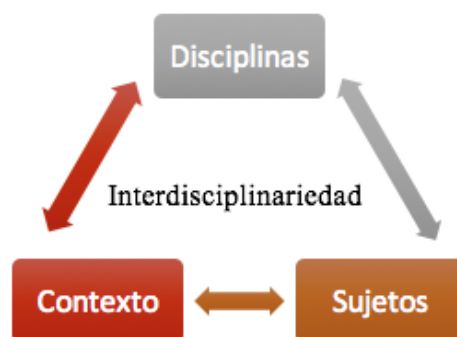 Disciplinas
Interdisciplinariedad
Contexto
Sujetos